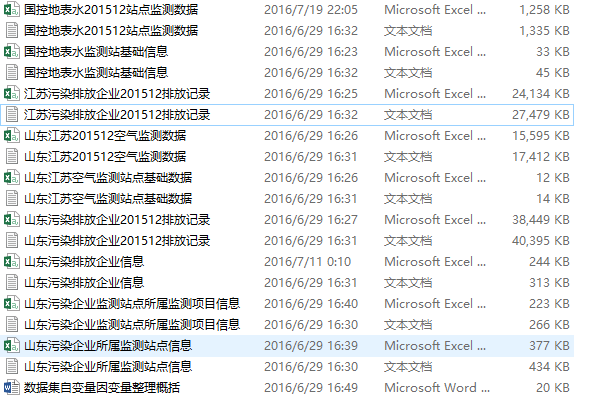 国控地表水201512站点监测数据 2016/7/19 22:05 Microsoft Excel ... 1,258 KB
国控地表水201512站点监测数据 2016/6/29 16:32 文本文档 1,335 KB
国控地表水监测站基础信息 2016/6/29 16:23 Microsoft Excel ... 33 KB
国控地表水监测站基础信息 2016/6/29 16:32 文本文档 45 KB
江苏污染排放企业201512排放记录 2016/6/29 16:25 Microsoft Excel ... 24,134 KB
江苏污染排放企业201512排放记录 2016/6/29 16:32 文本文档 27,479 KB
山东江苏201512空气监测数据 2016/6/29 16:26 Microsoft Excel ... 15,595 KB
山东江苏201512空气监测数据 2016/6/29 16:31 文本文档 17,412 KB
山东江苏空气监测站点基础数据 2016/6/29 16:26 Microsoft Excel ... 12 KB
山东江苏空气监测站点基础数据 2016/6/29 16:31 文本文档 14 KB
山东污染排放企业201512排放记录 2016/6/29 16:27 Microsoft Excel ... 38,449 KB
山东污染排放企业201512排放记录 2016/6/29 16:31 文本文档 40,395 KB
山东污染排放企业信息 2016/7/11 0:10 Microsoft Excel ... 244 KB
山东污染排放企业信息 2016/6/29 16:31 文本文档 313 KB
山东污染企业监测站点所属监测项目信息 2016/6/29 16:40 Microsoft Excel ... 223 KB
山东污染企业监测站点所属监测项目信息 2016/6/29 16:30 文本文档 266 KB
山东污染企业所属监测站点信息 2016/6/29 16:39 Microsoft Excel ... 377 KB
山东污染企业所属监测站点信息 2016/6/29 16:30 文本文档 434 KB
数据集自变量因变量整理概括 2016/6/29 16:49 Microsoft Word ... 20 KB